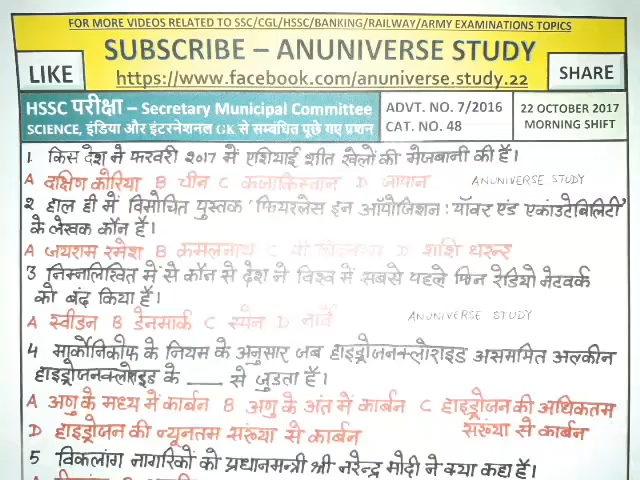 FOR MORE VIDEOS RELATED TO SSC/CGL/HSSC/BANKING/RAILWAY/ARMY EXAMINATIONS TOPICS
SUBSCRIBE – ANUNIVERSE STUDY
LIKE https://www.facebook.com/anuniverse.study.22 SHARE
HSSC परीक्षा – Secretary Municipal Committee ADVT. NO. 7/2016 22 OCTOBER 2017
SCIENCE, इंडिया और इंटरनेशनल GK से सम्बंधित पूछे गए प्रशन CAT. NO. 48 MORNING SHIFT
1. किस देश ने फरवरी 2017 में एशियाई शीत खेलों की मेजबानी की है।
A दक्षिण कोरिया B चीन C कजाकिस्तान D जापान ANUNIVERSE STUDY
2 हाल ही में विमोचित पुस्तक 'फियरलेस इन ऑपोजिशन : पॉवर एंड एकाउंटेबिलिटी'
के लेखक कौन है।
A जयराम रमेश B कमलनाथ C पी D शशि थरूर
3 निम्नलिखित में से कौन से देश ने विश्व में सबसे पहले एफिन रेडियो नेटवर्क
को बंद किया है।
A स्वीडन B डेनमार्क C स्पेन D नार्वे ANUNIVERSE STUDY
4 मार्कोनिकोफ के नियम के अनुसार जब हाइड्रोजनक्लोराइड असममित अल्कीन
हाइड्रोजनक्लोराइड के ____ से जुडता है।
A अणु के मध्य में कार्बन B अणु के अंत में कार्बन C हाइड्रोजन की अधिकतम
D हाइड्रोजन की न्यूनतम संख्या से कार्बन संख्या से कार्बन
5 विकलांग नागरिकों को प्रधानमन्त्री श्री नरेन्द्र मोदी ने क्या कहा है।